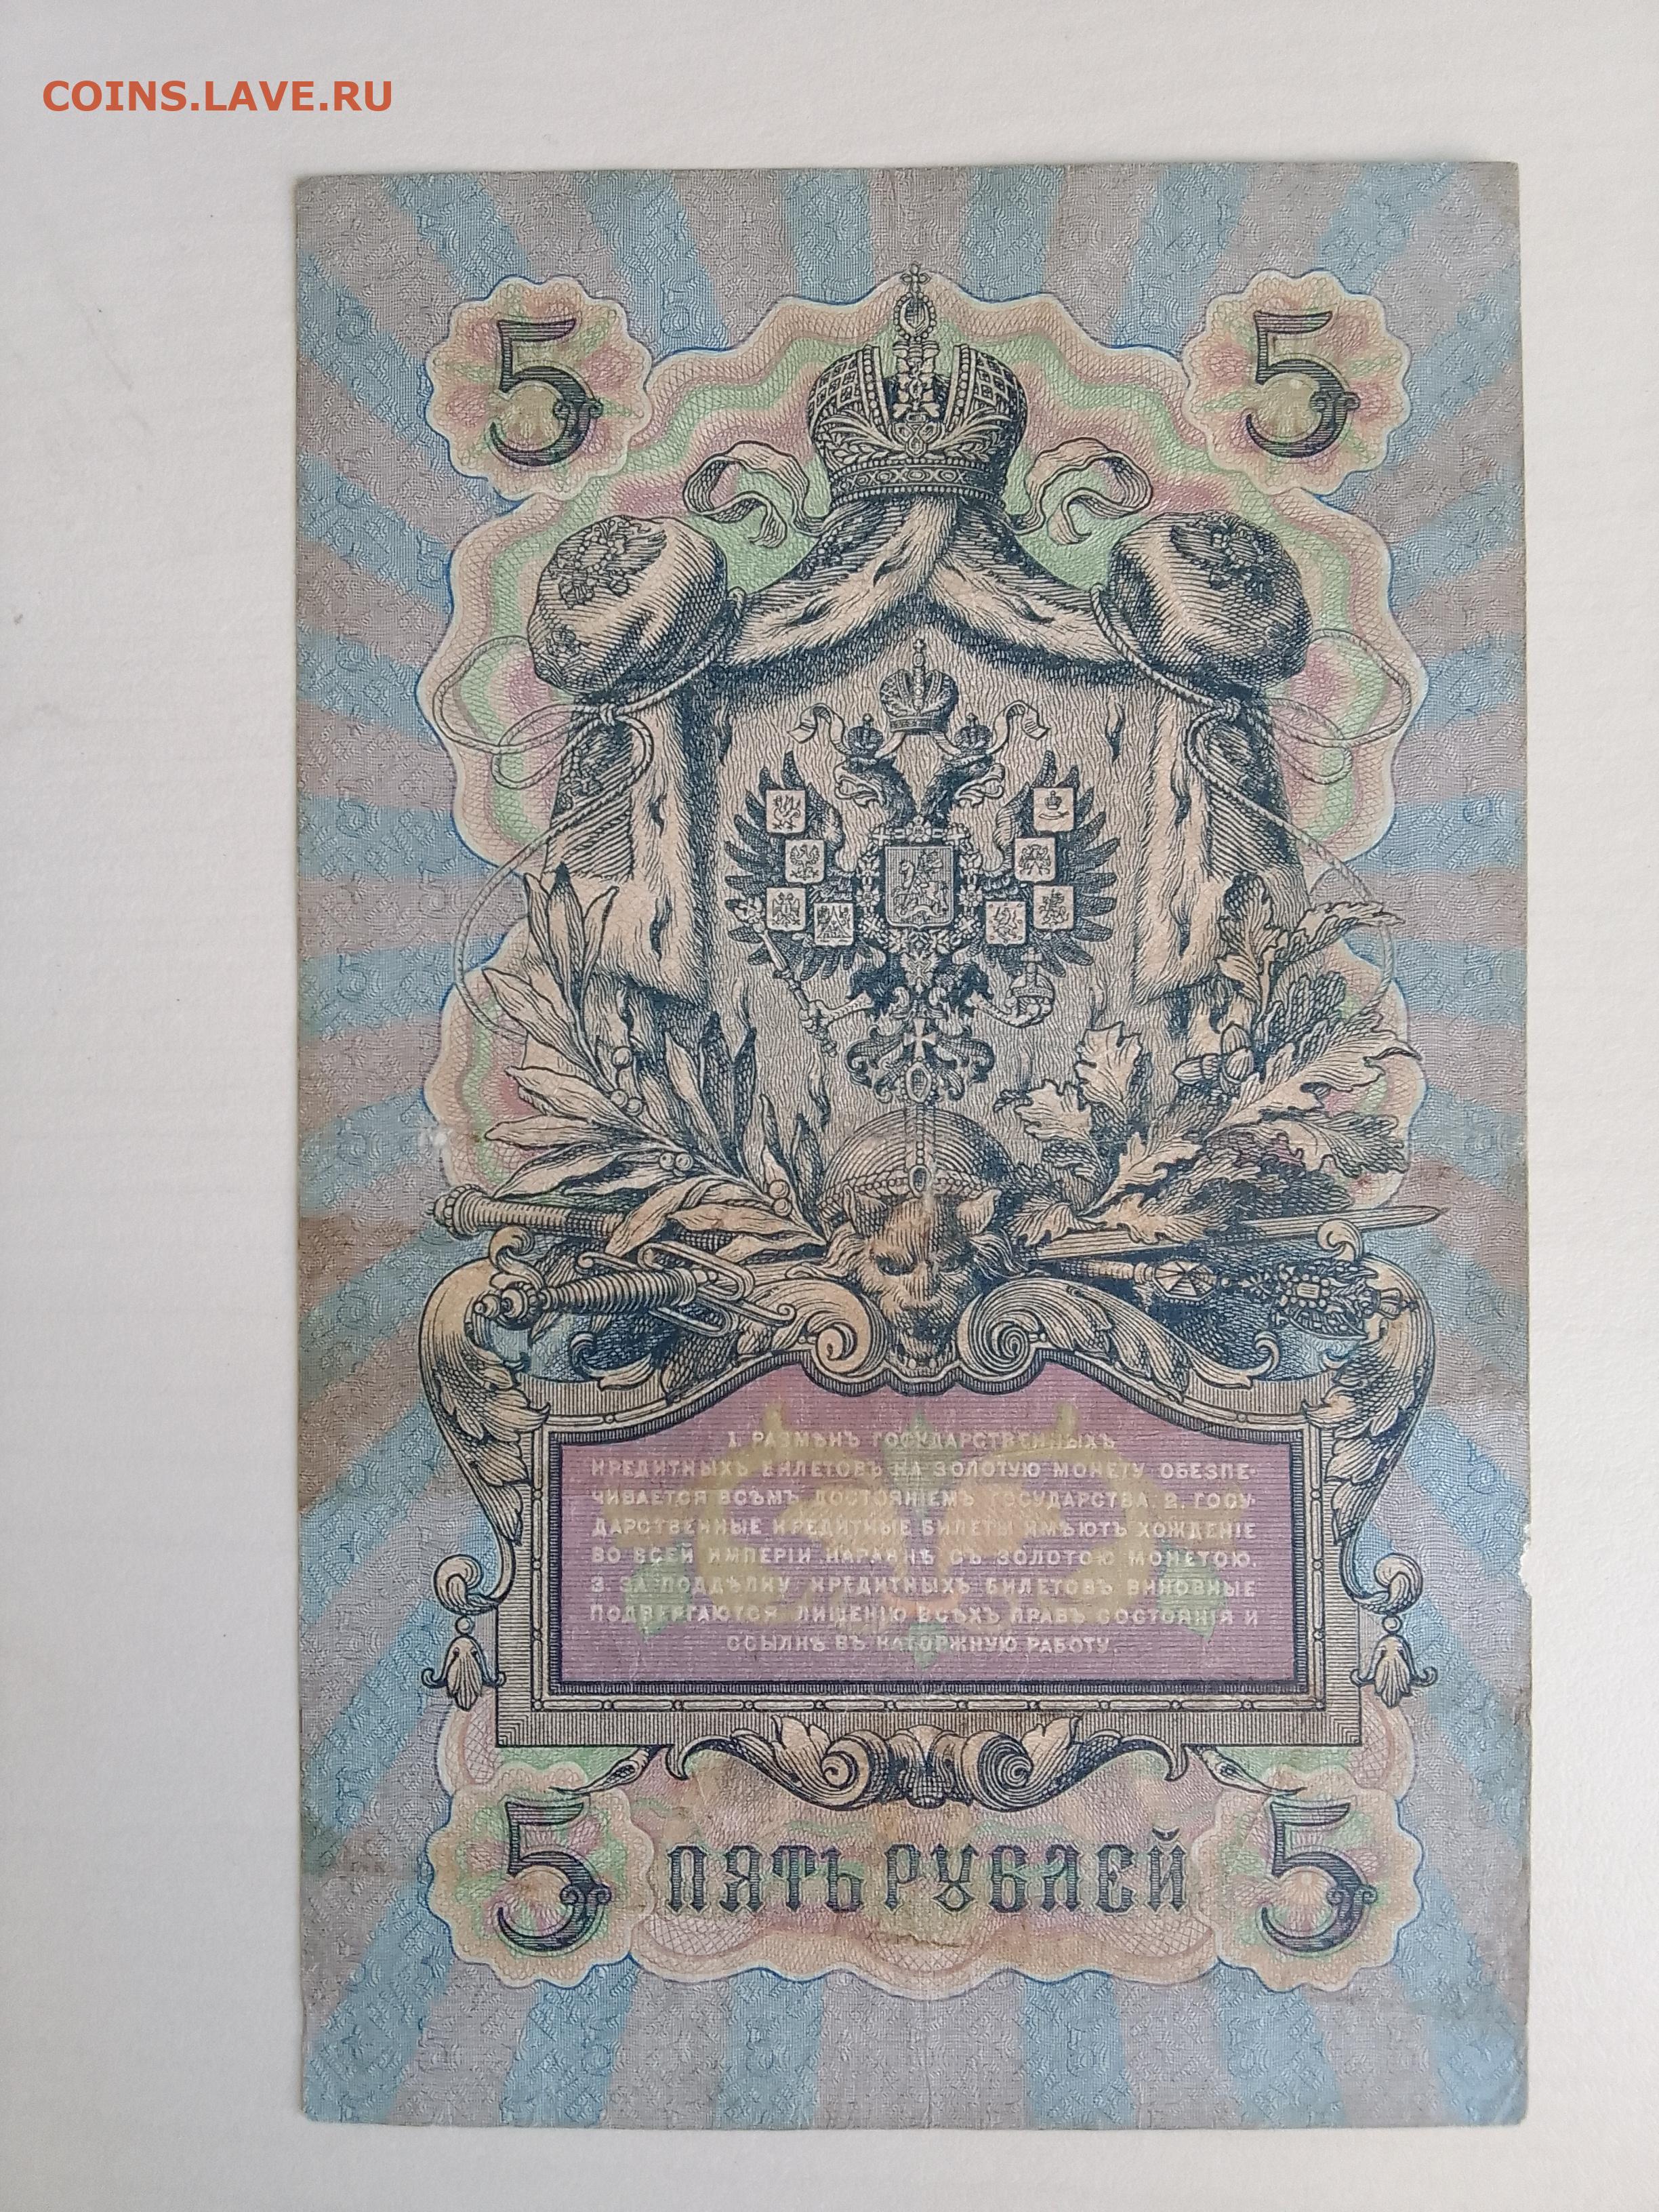 COINS.LAVE.RU
5 5
1. РАЗМѢНЪ ГОСУДАРСТВЕННЫХЪ
КРЕДИТНЫХЪ БИЛЕТОВЪ НА ЗОЛОТУЮ МОНЕТУ ОБЕЗПЕ-
ЧИВАЕТСЯ ВСѢМЪ ДОСТОЯНІЕМЪ ГОСУДАРСТВА. 2. ГОСУ-
ДАРСТВЕННЫЕ КРЕДИТНЫЕ БИЛЕТЫ ИМѢЮТЪ ХОЖДЕНІЕ
ВО ВСЕЙ ИМПЕРІИ НАРАВНѢ СЪ ЗОЛОТОЮ МОНЕТОЮ.
3. ЗА ПОДДѢЛКУ КРЕДИТНЫХЪ БИЛЕТОВЪ ВИНОВНЫЕ
ПОДВЕРГАЮТСЯ ЛИШЕНІЮ ВСѢХЪ ПРАВЪ СОСТОЯНІЯ И
ССЫЛКѢ ВЪ КАТОРЖНУЮ РАБОТУ.
5 ПЯТЬ РУБЛЕЙ 5